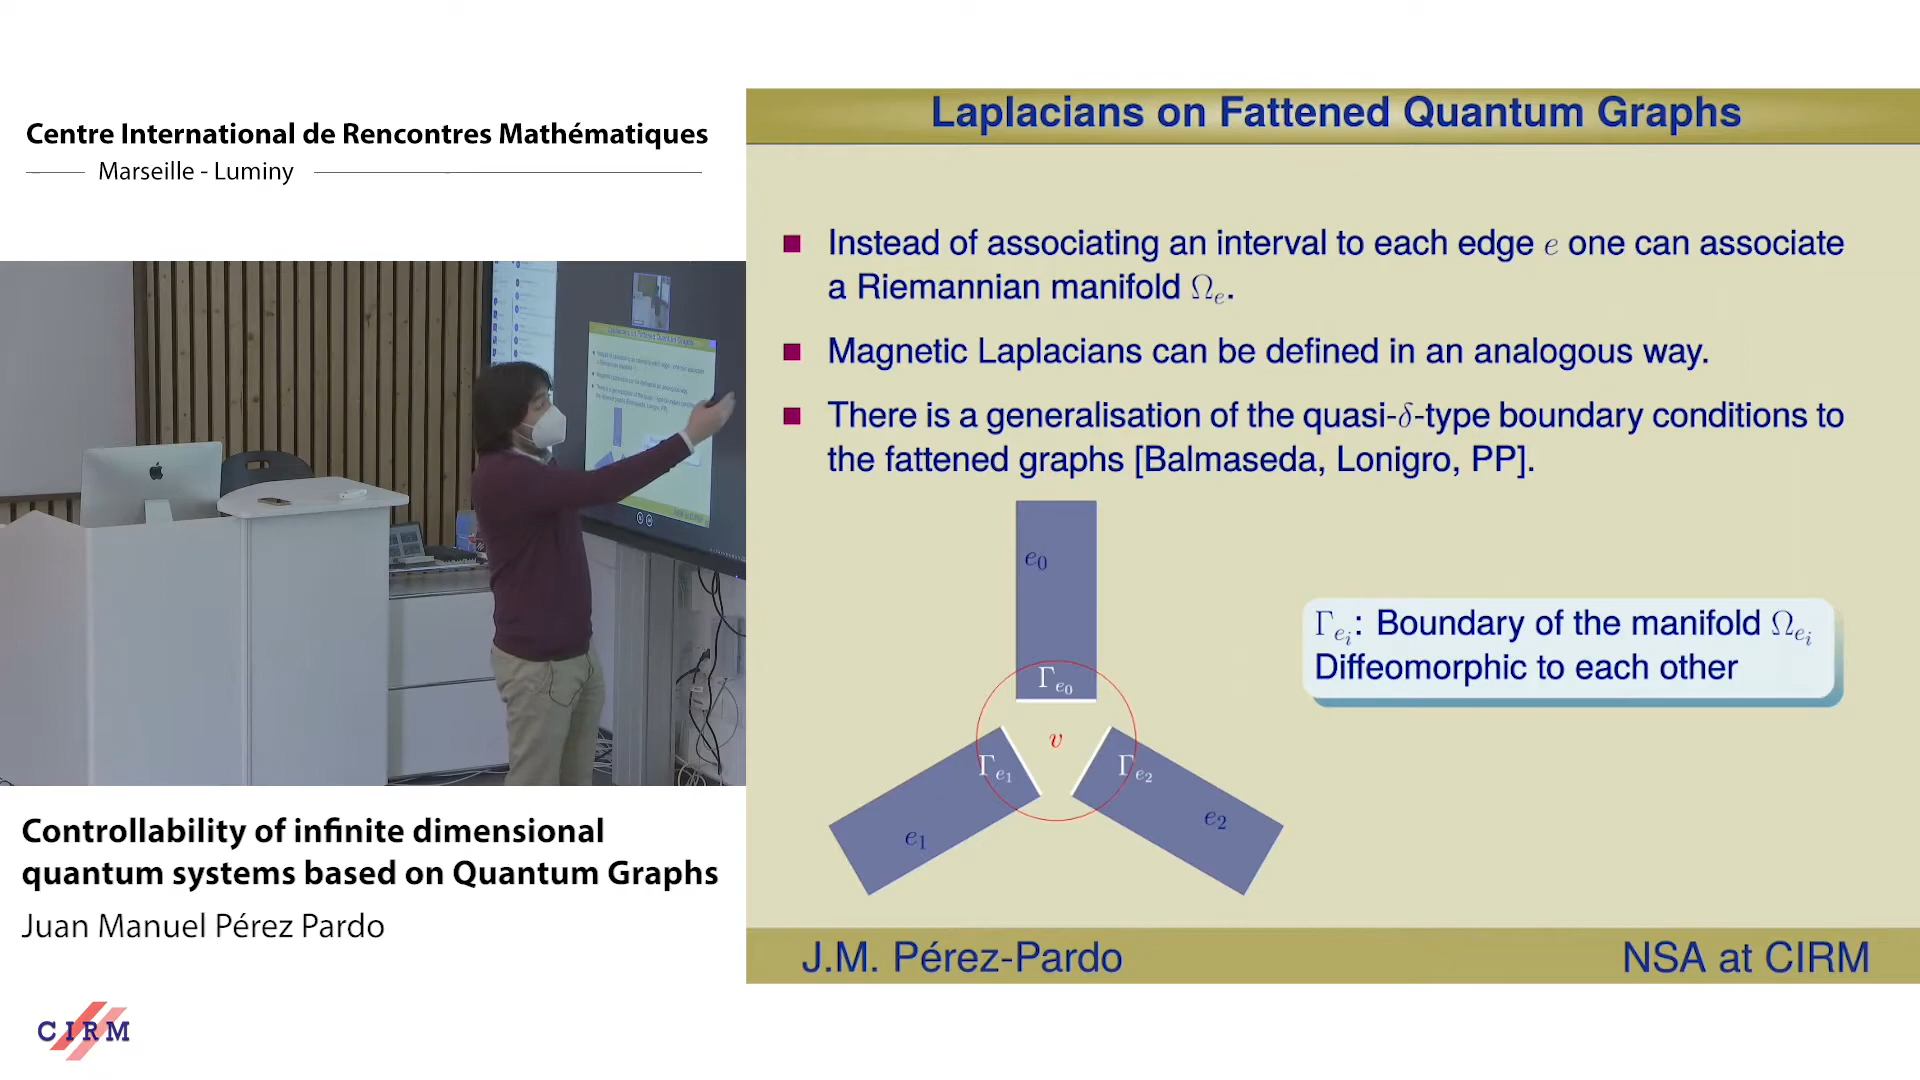 Centre International de Rencontres Mathématiques
Marseille - Luminy
Laplacians on Fattened Quantum Graphs
Instead of associating an interval to each edge e one can associate
a Riemannian manifold Ωₑ.
Magnetic Laplacians can be defined in an analogous way.
There is a generalisation of the quasi-δ-type boundary conditions to
the fattened graphs [Balmaseda, Lonigro, PP].
e₀
Γe₀
v
Γe₁
Γe₂
e₁
e₂
Γeᵢ: Boundary of the manifold Ωeᵢ
Diffeomorphic to each other
J.M. Pérez-Pardo
NSA at CIRM
Controllability of infinite dimensional
quantum systems based on Quantum Graphs
Juan Manuel Pérez Pardo
CIRM